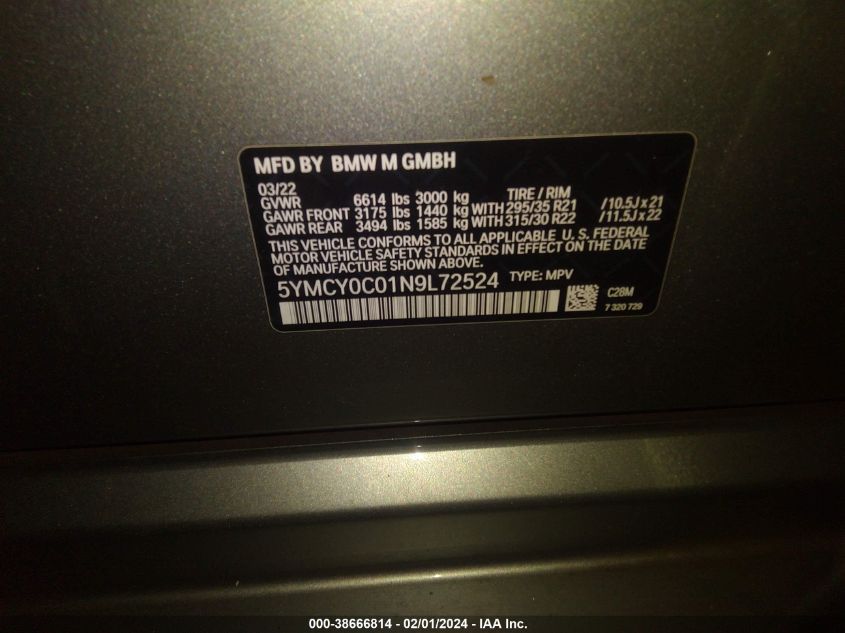 MFD BY BMW M GMBH
03/22
GVWR 6614 lbs 3000 kg TIRE / RIM
GAWR FRONT 3175 lbs 1440 kg WITH 295/35 R21 /10.5J x 21
GAWR REAR 3494 lbs 1585 kg WITH 315/30 R22 /11.5J x 22
THIS VEHICLE CONFORMS TO ALL APPLICABLE U.S. FEDERAL
MOTOR VEHICLE SAFETY STANDARDS IN EFFECT ON THE DATE
OF MANUFACTURE SHOWN ABOVE.
5YMCY0C01N9L72524 TYPE: MPV
C28M
7 320 729
000-38666814 - 02/01/2024 - IAA Inc.